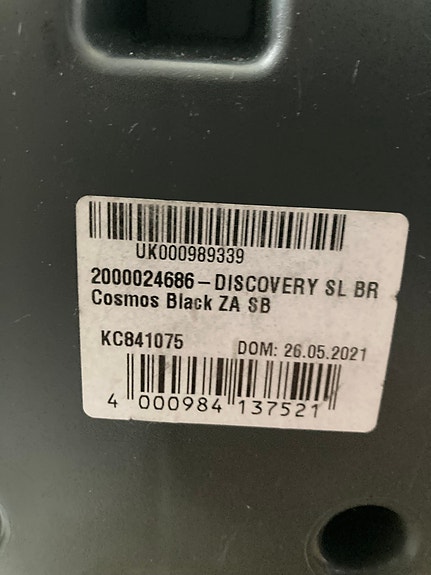 UK000989339
2000024686-DISCOVERY SL BR
Cosmos Black ZA SB
KC841075 DOM: 26.05.2021
4 000984 137521